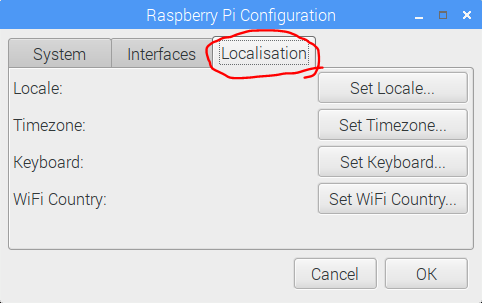 Raspberry Pi Configuration
System Interfaces Localisation
Locale: Set Locale...
Timezone: Set Timezone...
Keyboard: Set Keyboard...
WiFi Country: Set WiFi Country...
Cancel OK